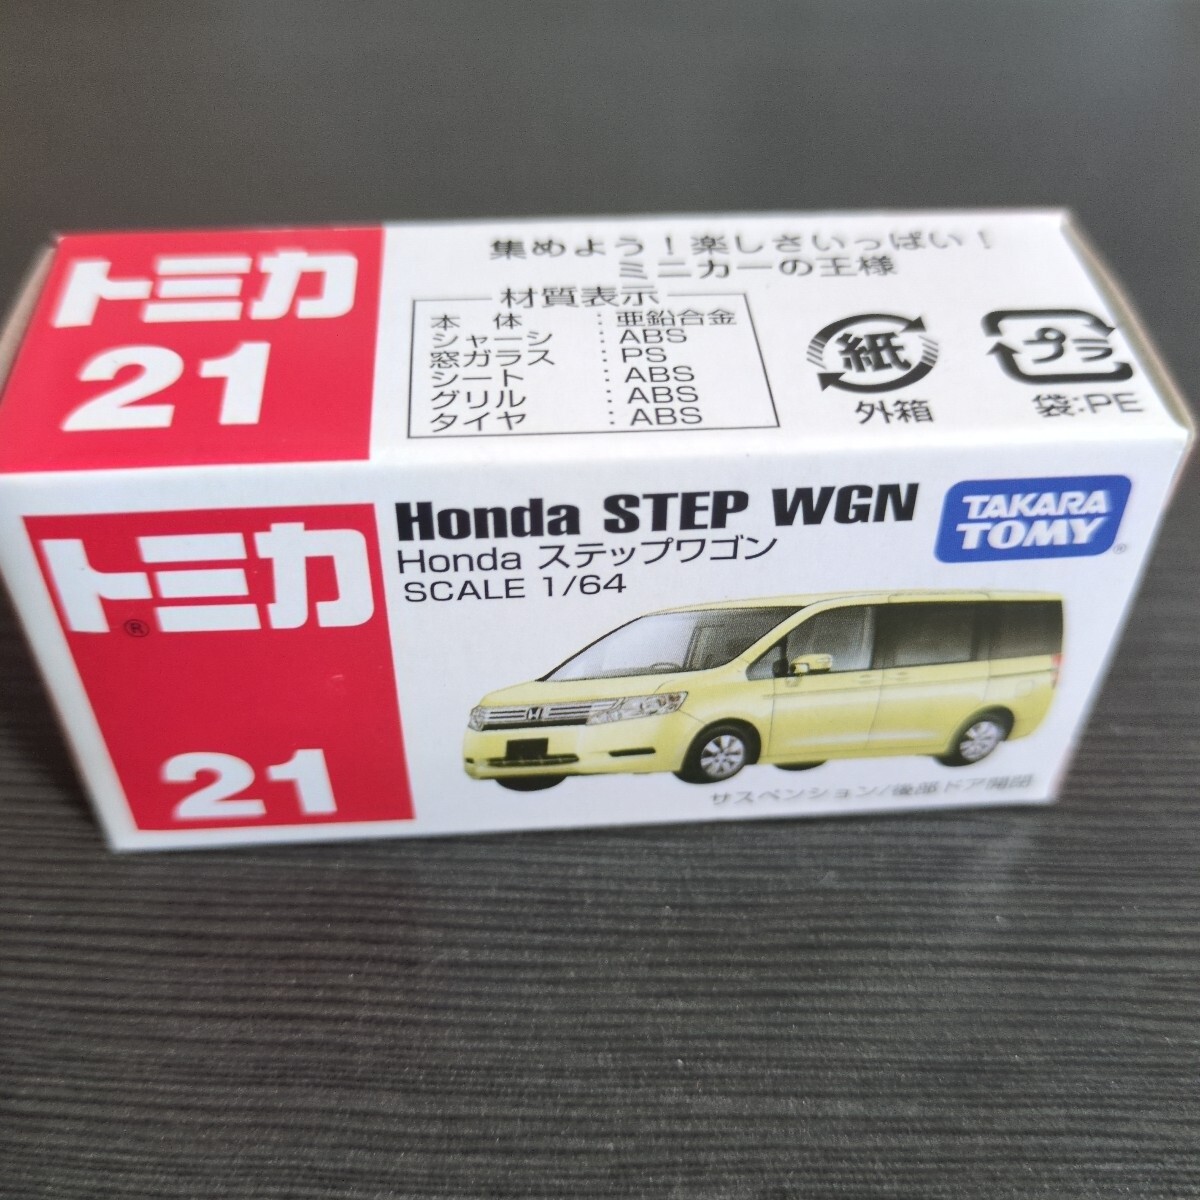 トミカ
21
集めよう！楽しさいっぱい！
ミニカーの王様
材質表示
本 体 : 亜鉛合金
シャーシ : ABS
窓ガラス : PS
シート : ABS
グリル : ABS
タイヤ : ABS
紙
外箱
プラ
袋:PE
トミカ®
21
Honda STEP WGN
Honda ステップワゴン
SCALE 1/64
TAKARA
TOMY®
サスペンション/後部ドア開閉